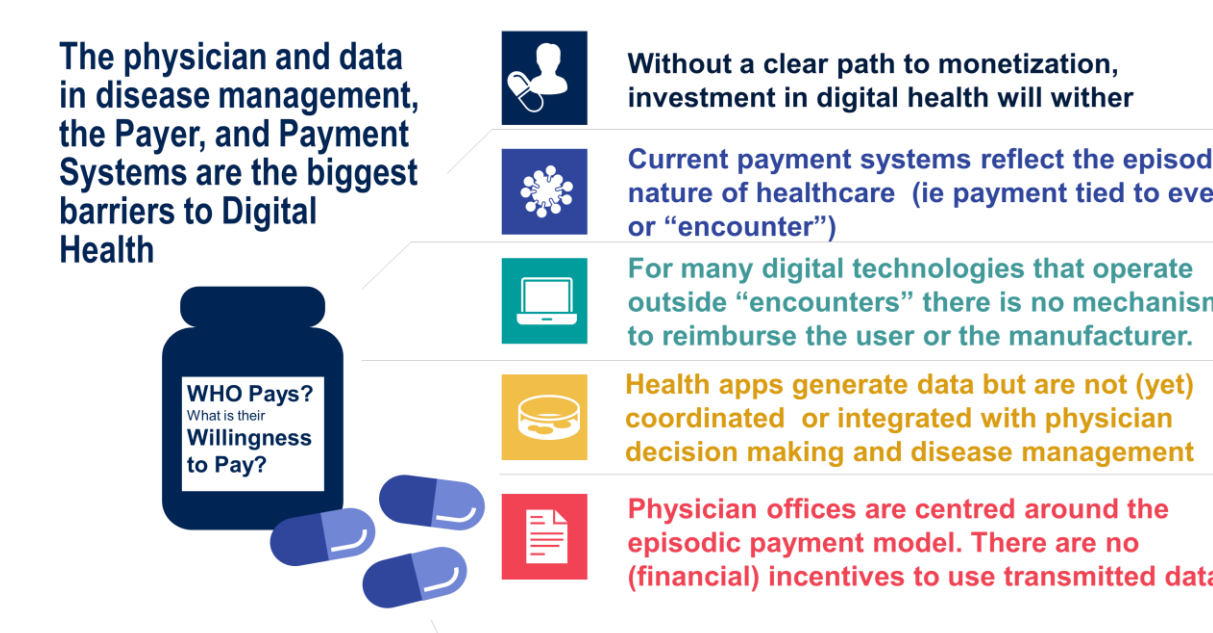 The physician and data
in disease management,
the Payer, and Payment
Systems are the biggest
barriers to Digital
Health
WHO Pays?
What is their
Willingness
to Pay?
Without a clear path to monetization,
investment in digital health will wither
Current payment systems reflect the episod
nature of healthcare (ie payment tied to eve
or “encounter”)
For many digital technologies that operate
outside “encounters” there is no mechanism
to reimburse the user or the manufacturer.
Health apps generate data but are not (yet)
coordinated or integrated with physician
decision making and disease management
Physician offices are centred around the
episodic payment model. There are no
(financial) incentives to use transmitted data